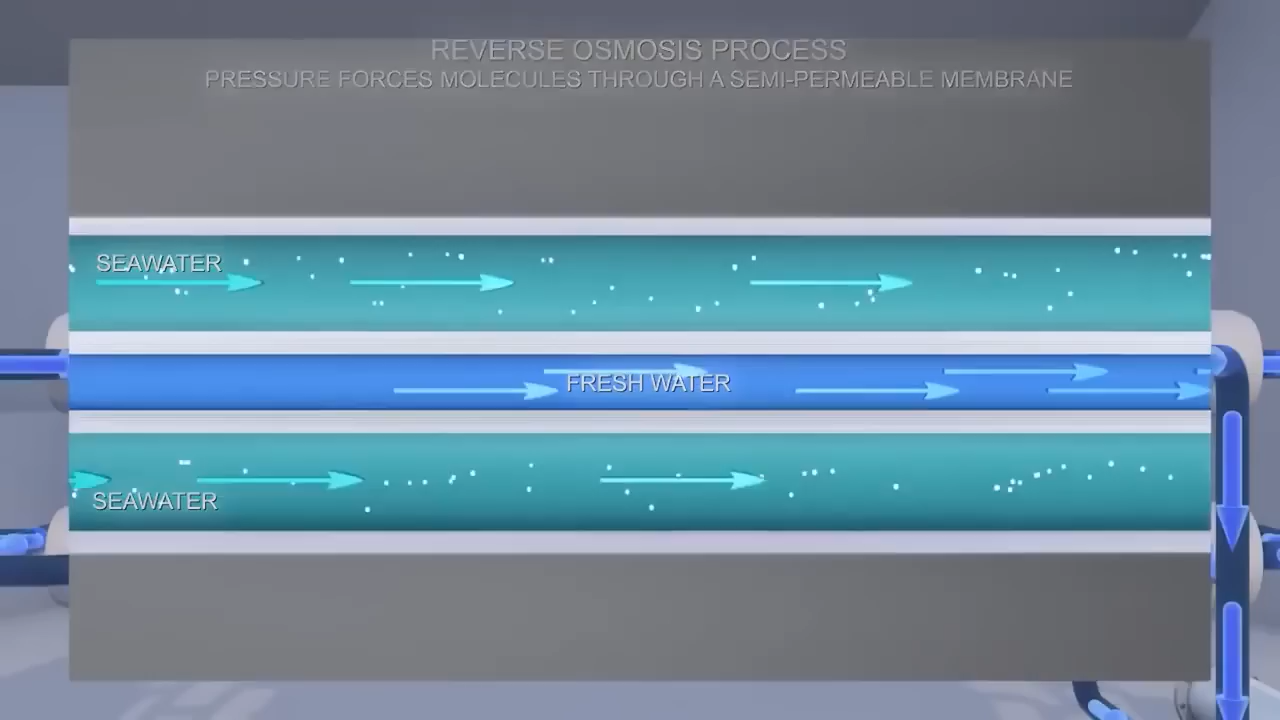 REVERSE OSMOSIS PROCESS
PRESSURE FORCES MOLECULES THROUGH A SEMI-PERMEABLE MEMBRANE
SEAWATER
FRESH WATER
SEAWATER